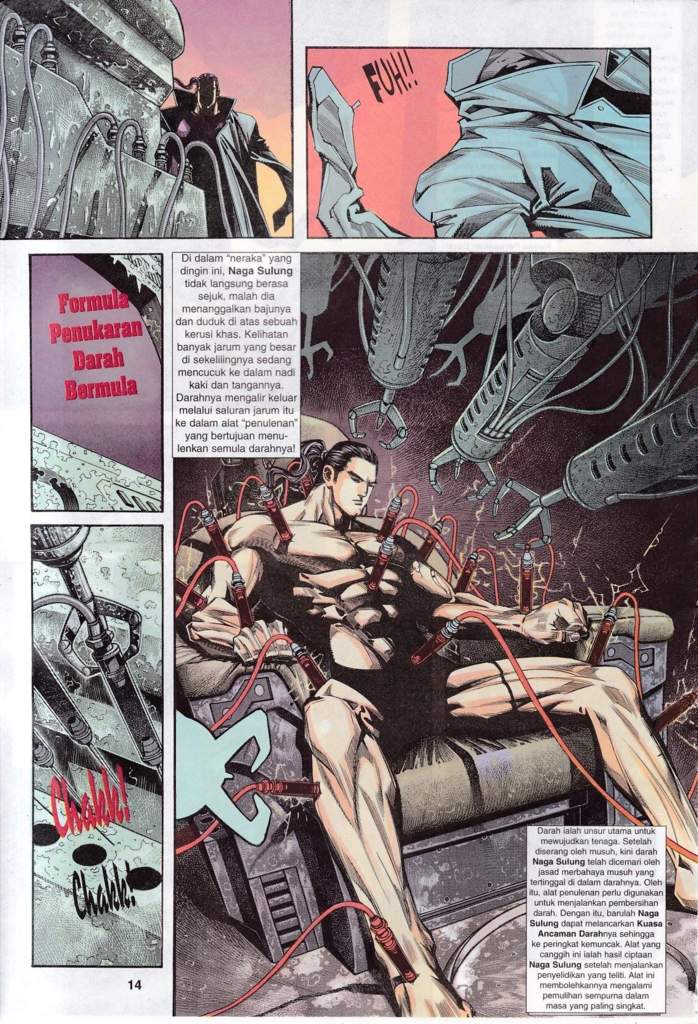 FUH!!
Formula
Penukaran
Darah
Bermula
Di dalam "neraka" yang
dingin ini, Naga Sulung
tidak langsung berasa
sejuk, malah dia
menanggalkan bajunya
dan duduk di atas sebuah
kerusi khas. Kelihatan
banyak jarum yang besar
di sekelilingnya sedang
mencucuk ke dalam nadi
kaki dan tangannya.
Darahnya mengalir keluar
melalui saluran jarum itu
ke dalam alat "penulenan"
yang bertujuan menu-
lenkan semula darahnya!
Chakk!
Chakk!
Darah ialah unsur utama untuk
mewujudkan tenaga. Setelah
diserang oleh musuh, kini darah
Naga Sulung telah dicemari oleh
jasad merbahaya musuh yang
tertinggal di dalam darahnya. Oleh
itu, alat penulenan perlu digunakan
untuk menjalankan pembersihan
darah. Dengan itu, barulah Naga
Sulung dapat melancarkan Kuasa
Ancaman Darahnya sehingga
ke peringkat kemuncak. Alat yang
canggih ini ialah hasil ciptaan
Naga Sulung setelah menjalankan
penyelidikan yang teliti. Alat ini
membolehkannya mengalami
pemulihan sempurna dalam
masa yang paling singkat.
14